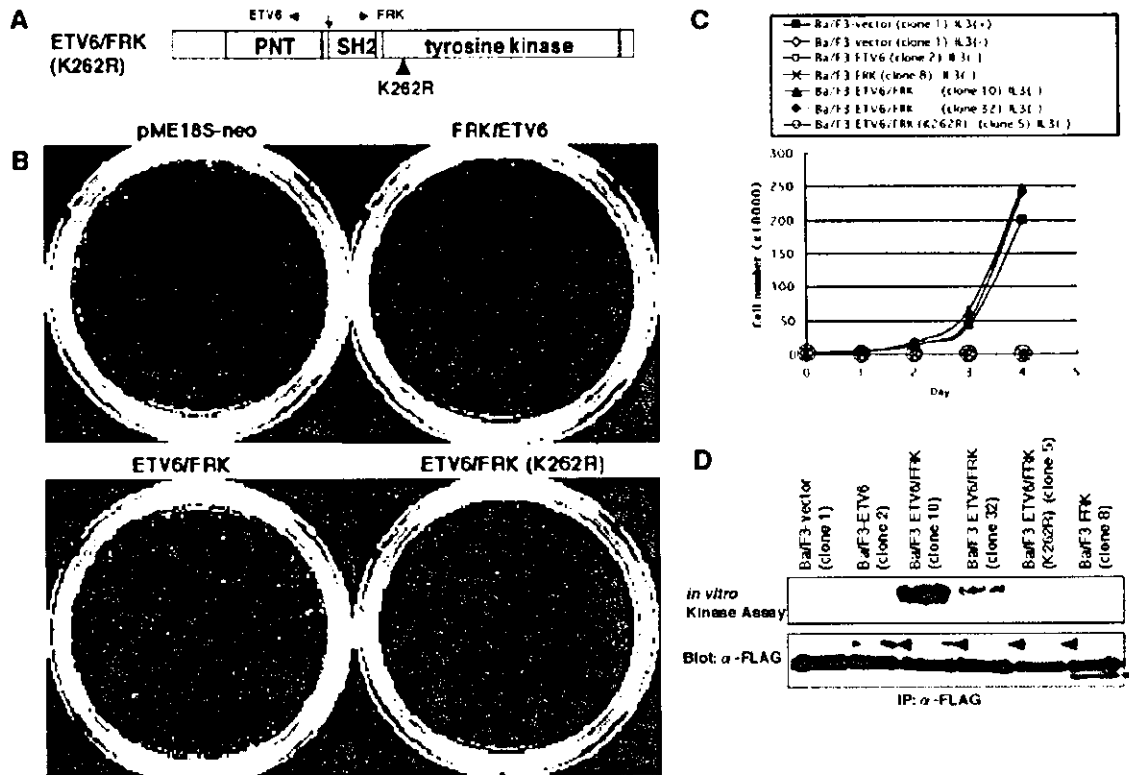 A
ETV6 FRK
ETV6/FRK
(K262R)
PNT SH2 tyrosine kinase
K262R
B
pME18S-neo FRK/ETV6
ETV6/FRK ETV6/FRK (K262R)
C
Ba/F3-vector (clone 1) IL3(+)
Ba/F3-vector (clone 1) IL3(-)
Ba/F3 ETV6 (clone 2) IL3(-)
Ba/F3 FRK (clone 8) IL3(-)
Ba/F3 ETV6/FRK (clone 10) IL3(-)
Ba/F3 ETV6/FRK (clone 32) IL3(-)
Ba/F3 ETV6/FRK (K262R) (clone 5) IL3(-)
300
250
200
150
100
50
0
Cell number (x10000)
0 1 2 3 4 5
Day
D
Ba/F3-vector
(clone 1)
Ba/F3-ETV6
(clone 2)
Ba/F3 ETV6/FRK
(clone 10)
Ba/F3 ETV6/FRK
(clone 32)
Ba/F3 ETV6/FRK
(K262R) (clone 5)
Ba/F3 FRK
(clone 8)
in vitro
Kinase Assay
Blot: α-FLAG
IP: α-FLAG